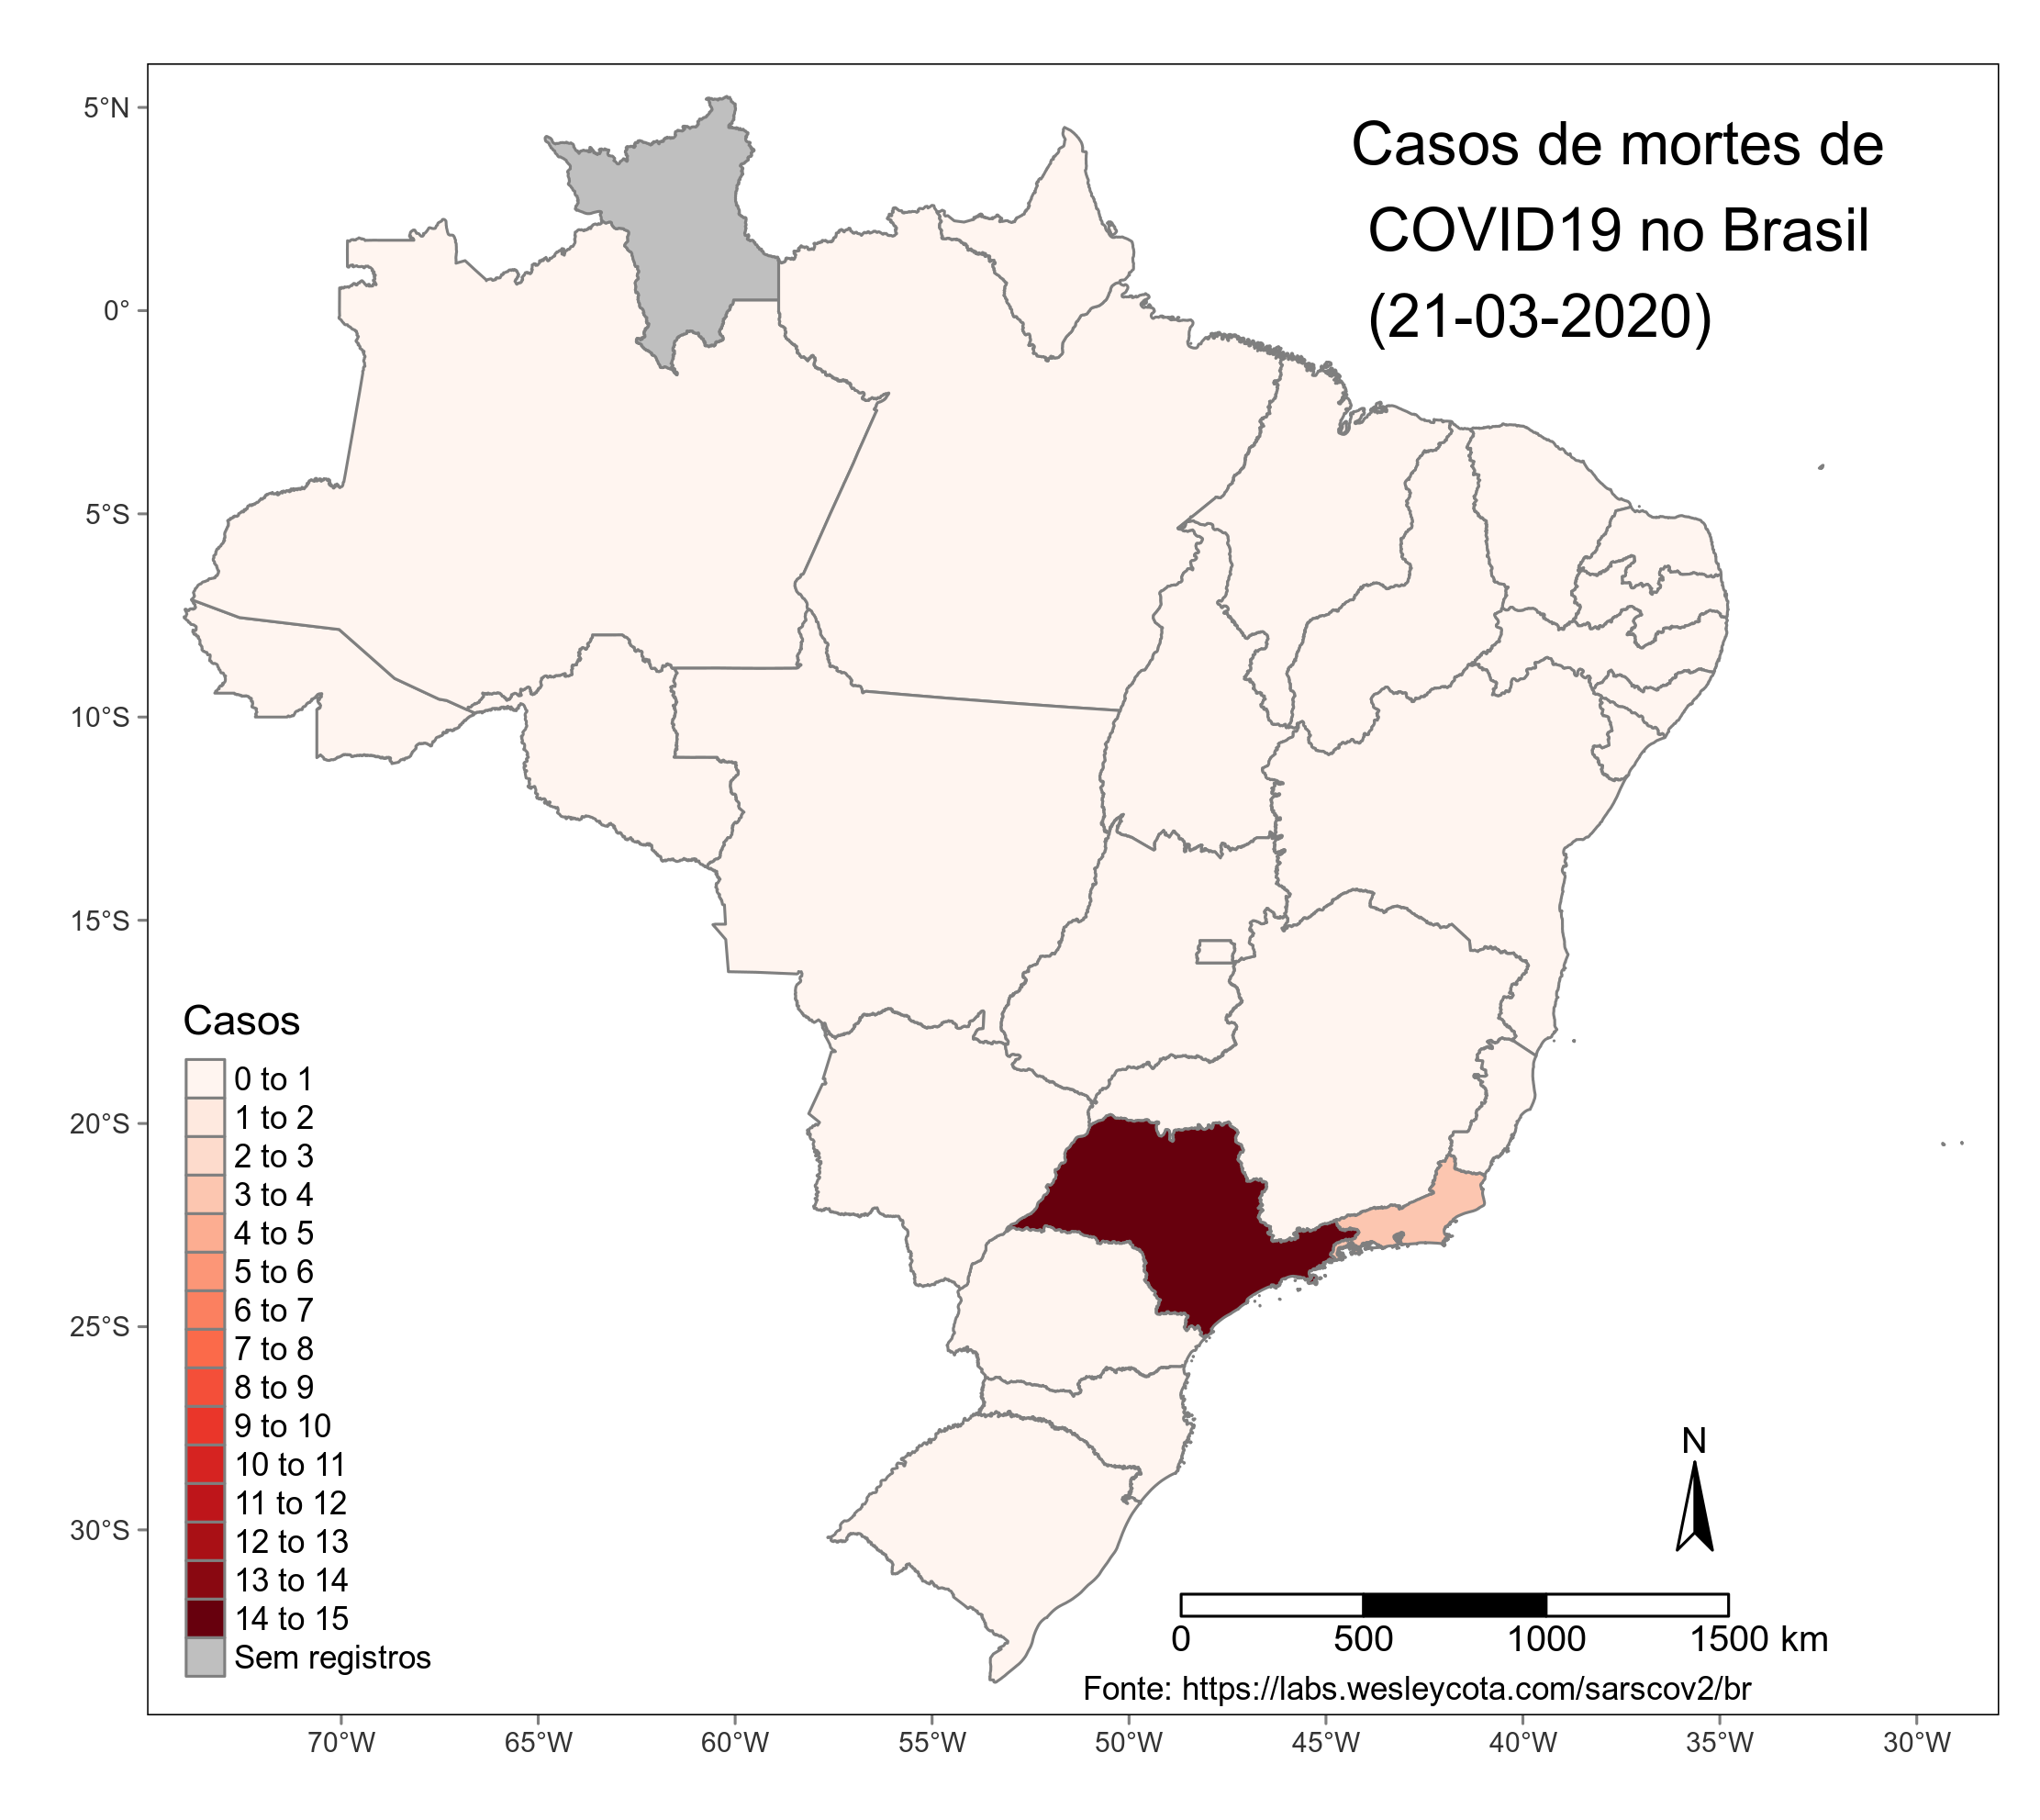 Casos de mortes de
COVID19 no Brasil
(21-03-2020)
5°N
0°
5°S
10°S
15°S
20°S
25°S
30°S
Casos
0 to 1
1 to 2
2 to 3
3 to 4
4 to 5
5 to 6
6 to 7
7 to 8
8 to 9
9 to 10
10 to 11
11 to 12
12 to 13
13 to 14
14 to 15
Sem registros
N
0 500 1000 1500 km
Fonte: https://labs.wesleycota.com/sarscov2/br
70°W 65°W 60°W 55°W 50°W 45°W 40°W 35°W 30°W